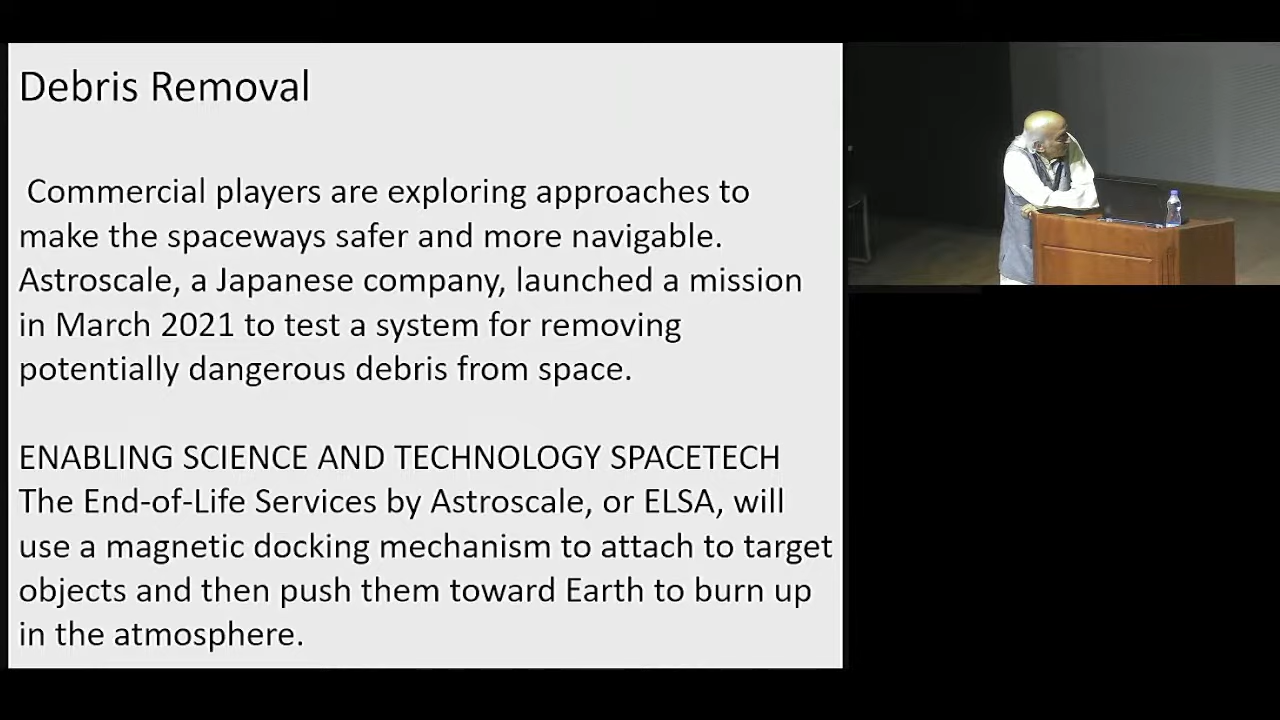 Debris Removal
Commercial players are exploring approaches to
make the spaceways safer and more navigable.
Astroscale, a Japanese company, launched a mission
in March 2021 to test a system for removing
potentially dangerous debris from space.
ENABLING SCIENCE AND TECHNOLOGY SPACETECH
The End-of-Life Services by Astroscale, or ELSA, will
use a magnetic docking mechanism to attach to target
objects and then push them toward Earth to burn up
in the atmosphere.